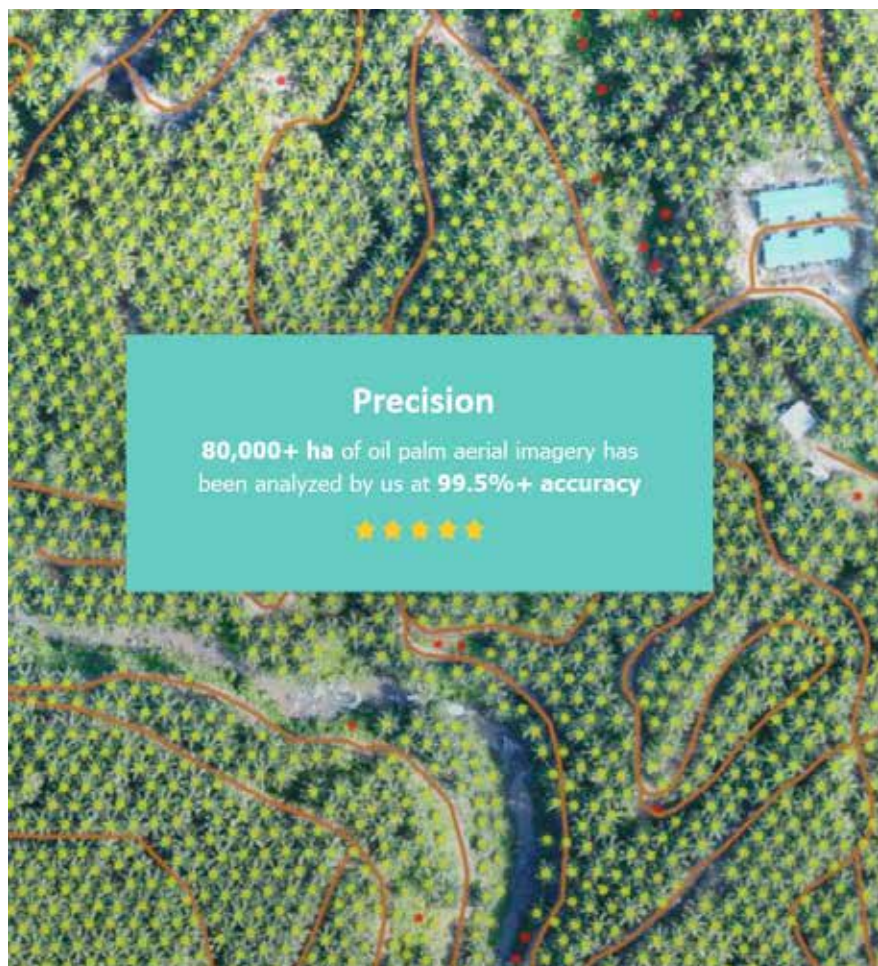 Precision
80,000+ ha of oil palm aerial imagery has
been analyzed by us at 99.5%+ accuracy